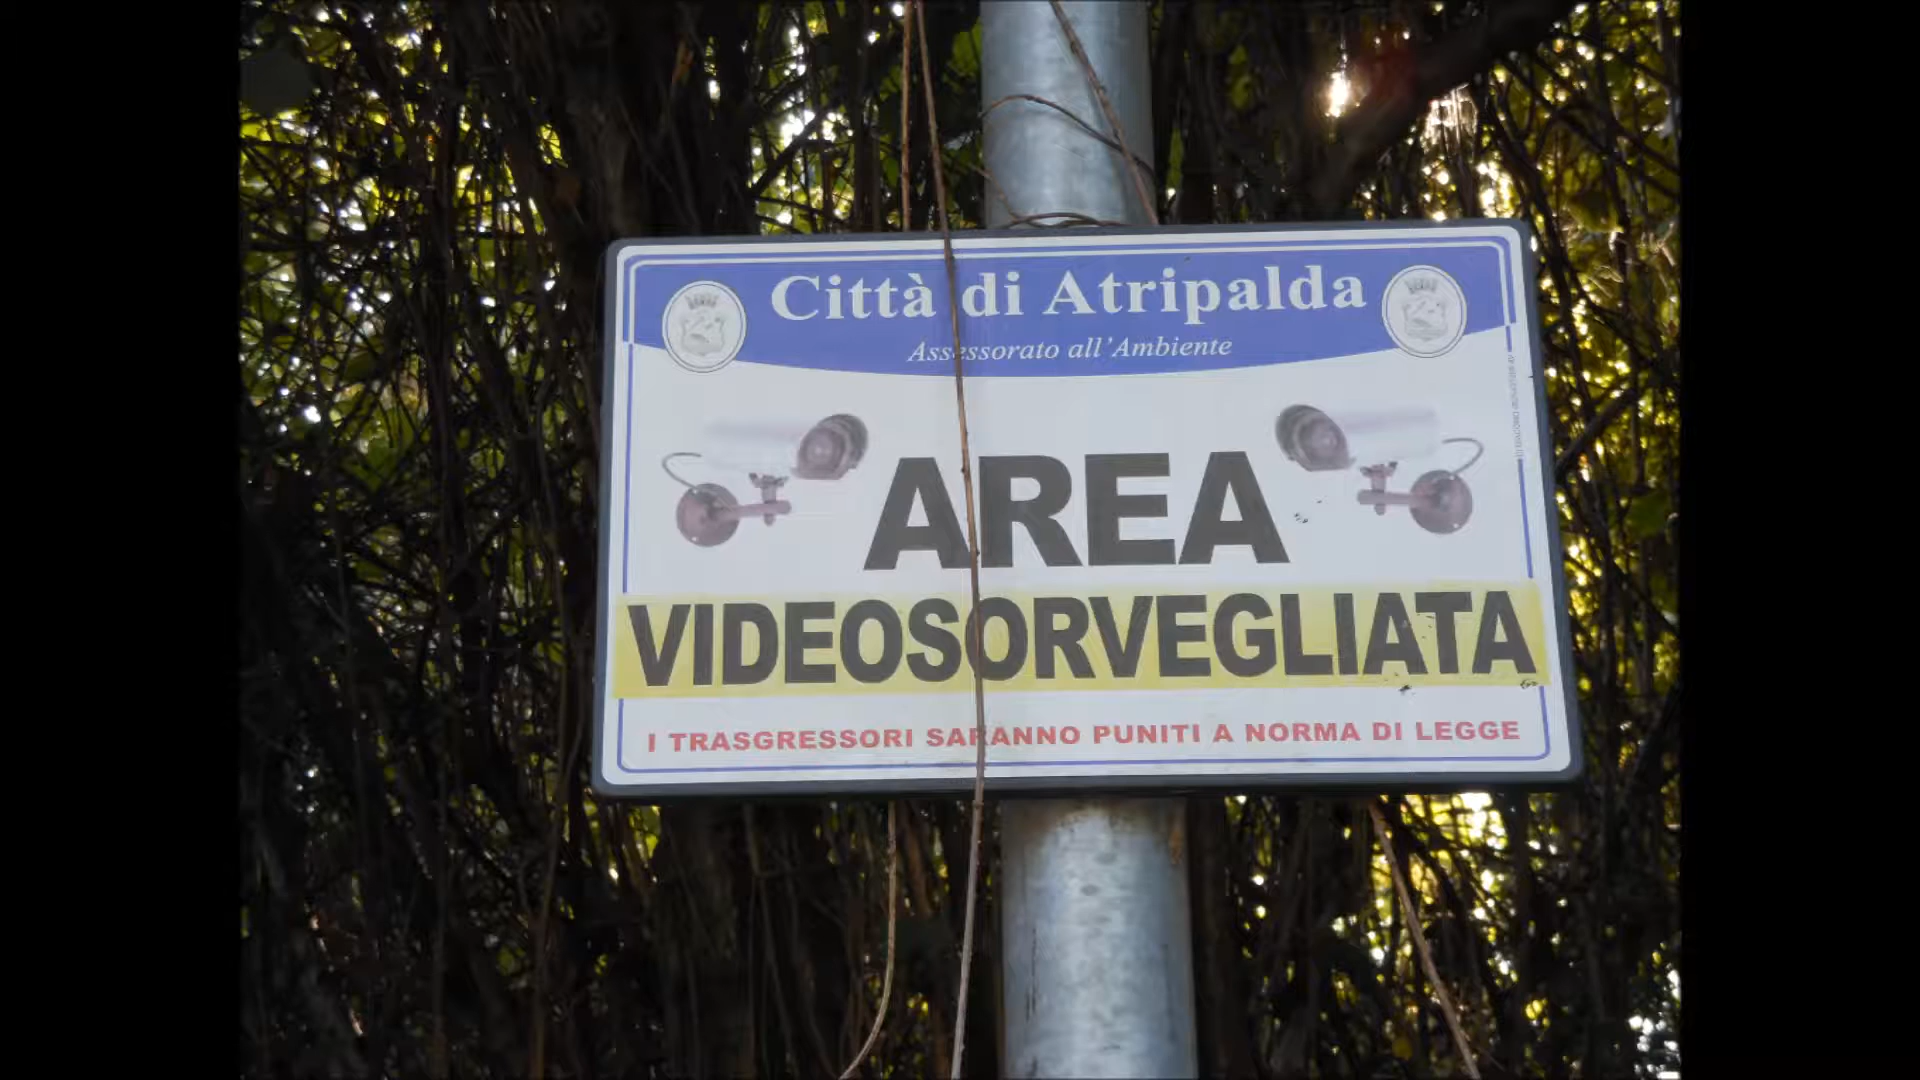 Città di Atripalda
Assessorato all'Ambiente
AREA
VIDEOSORVEGLIATA
I TRASGRESSORI SARANNO PUNITI A NORMA DI LEGGE